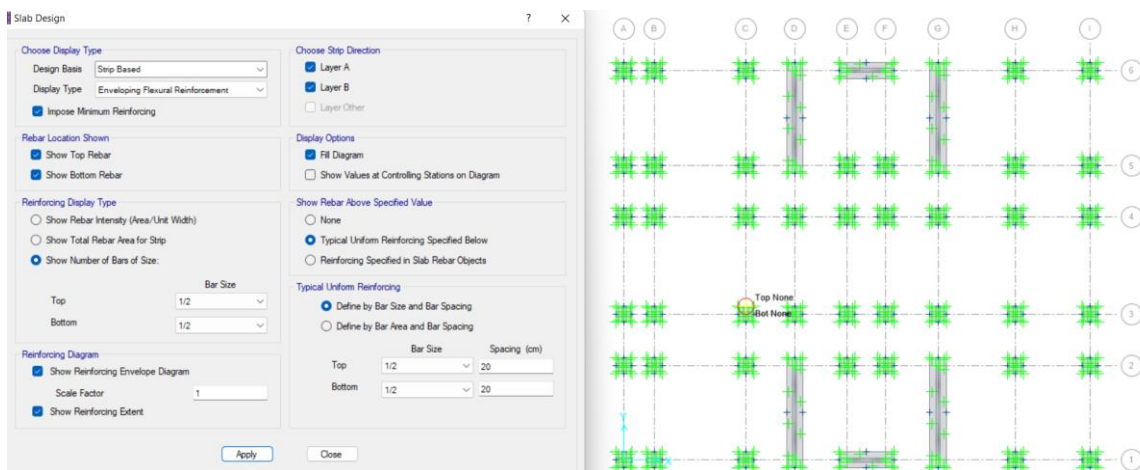 Slab Design
? ×
Choose Display Type
Design Basis Strip Based
Display Type Enveloping Flexural Reinforcement
Impose Minimum Reinforcing
Rebar Location Shown
Show Top Rebar
Show Bottom Rebar
Reinforcing Display Type
Show Rebar Intensity (Area/Unit Width)
Show Total Rebar Area for Strip
Show Number of Bars of Size:
Bar Size
Top 1/2
Bottom 1/2
Reinforcing Diagram
Show Reinforcing Envelope Diagram
Scale Factor 1
Show Reinforcing Extent
Choose Strip Direction
Layer A
Layer B
Layer Other
Display Options
Fill Diagram
Show Values at Controlling Stations on Diagram
Show Rebar Above Specified Value
None
Typical Uniform Reinforcing Specified Below
Reinforcing Specified in Slab Rebar Objects
Typical Uniform Reinforcing
Define by Bar Size and Bar Spacing
Define by Bar Area and Bar Spacing
Bar Size Spacing (cm)
Top 1/2 20
Bottom 1/2 20
Apply Close
A B C D E F G H I
6
5
4
Top None
Bot None
3
2
Y
X
1